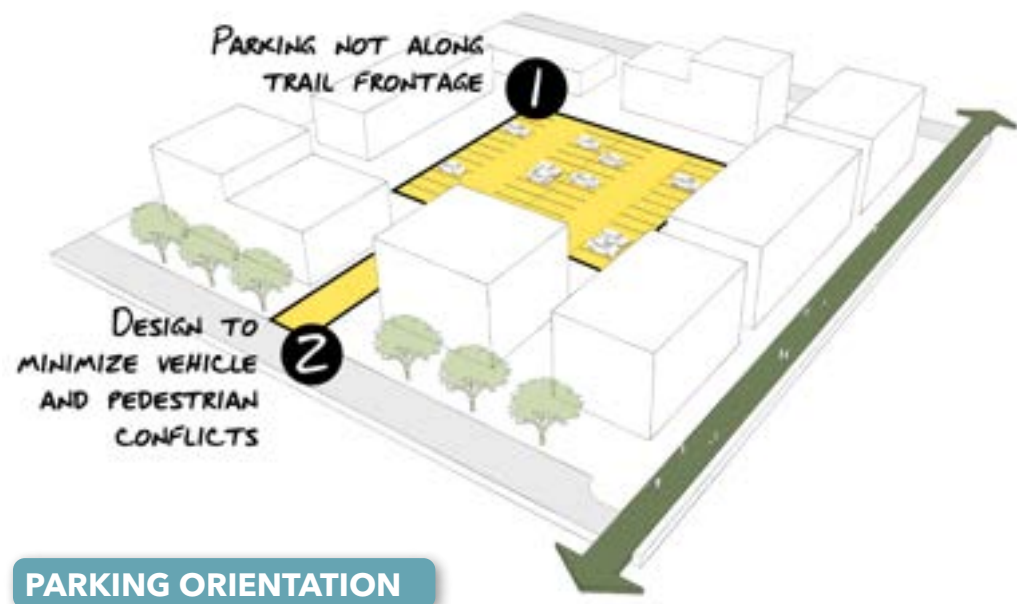 PARKING NOT ALONG
TRAIL FRONTAGE
1
DESIGN TO
MINIMIZE VEHICLE
AND PEDESTRIAN
CONFLICTS
2
PARKING ORIENTATION